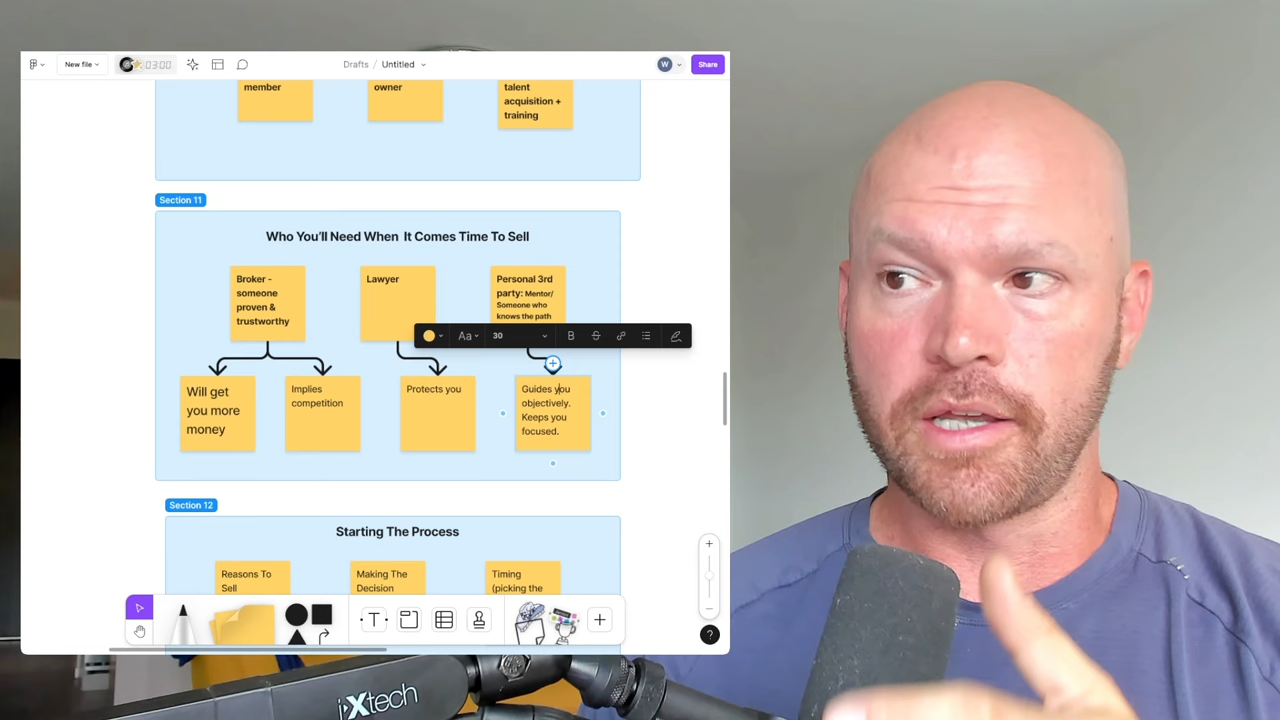 New file
03:00
Drafts / Untitled
W
Share
member
owner
talent
acquisition +
training
Section 11
Who You'll Need When It Comes Time To Sell
Broker -
someone
proven &
trustworthy
Lawyer
Personal 3rd
party: Mentor/
Someone who
knows the path
Aa
30
B
S
Will get
you more
money
Implies
competition
Protects you
Guides you
objectively.
Keeps you
focused.
Section 12
Starting The Process
Reasons To
Sell
Making The
Decision
Timing
(picking the
T
?
iXtech